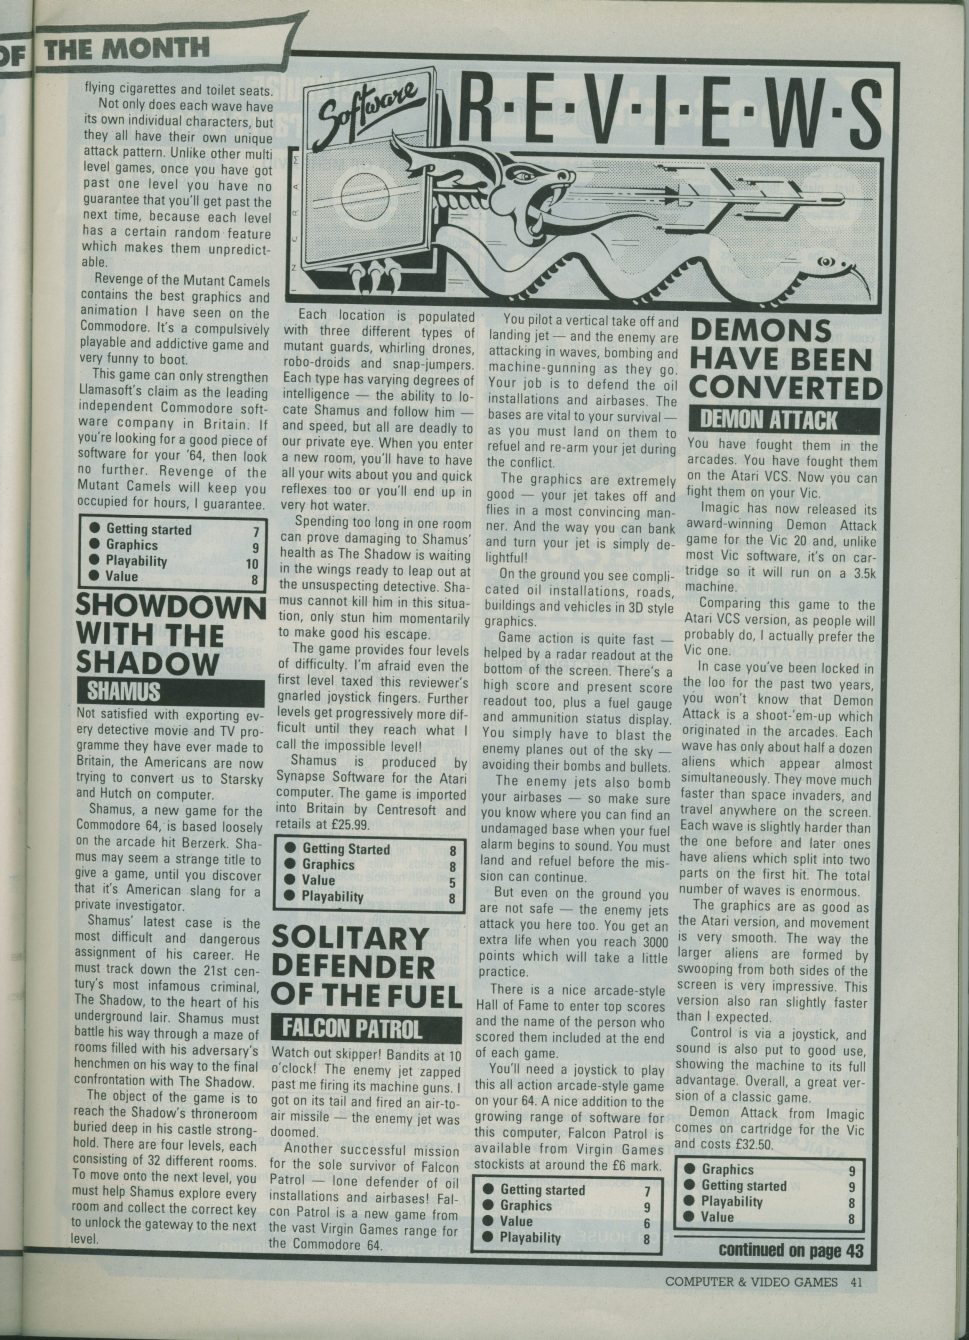 OF THE MONTH
flying cigarettes and toilet seats.
Not only does each wave have
its own individual characters, but
they all have their own unique
attack pattern. Unlike other multi
level games, once you have got
past one level you have no
guarantee that you'll get past the
next time, because each level
has a certain random feature
which makes them unpredict-
able.
Revenge of the Mutant Camels
contains the best graphics and
animation I have seen on the
Commodore. It's a compulsively
playable and addictive game and
very funny to boot.
This game can only strengthen
Llamasoft's claim as the leading
independent Commodore soft-
ware company in Britain. If
you're looking for a good piece of
software for your '64, then look
no further. Revenge of the
Mutant Camels will keep you
occupied for hours, I guarantee.
● Getting started 7
● Graphics 9
● Playability 10
● Value 8
SHOWDOWN
WITH THE
SHADOW
SHAMUS
Not satisfied with exporting ev-
ery detective movie and TV pro-
gramme they have ever made to
Britain, the Americans are now
trying to convert us to Starsky
and Hutch on computer.
Shamus, a new game for the
Commodore 64, is based loosely
on the arcade hit Berzerk. Sha-
mus may seem a strange title to
give a game, until you discover
that it's American slang for a
private investigator.
Shamus' latest case is the
most difficult and dangerous
assignment of his career. He
must track down the 21st cen-
tury's most infamous criminal,
The Shadow, to the heart of his
underground lair. Shamus must
battle his way through a maze of
rooms filled with his adversary's
henchmen on his way to the final
confrontation with The Shadow.
The object of the game is to
reach the Shadow's throneroom
buried deep in his castle strong-
hold. There are four levels, each
consisting of 32 different rooms.
To move onto the next level, you
must help Shamus explore every
room and collect the correct key
to unlock the gateway to the next
level.
Software
R·E·V·I·E·W·S
Each location is populated
with three different types of
mutant guards, whirling drones,
robo-droids and snap-jumpers.
Each type has varying degrees of
intelligence — the ability to lo-
cate Shamus and follow him —
and speed, but all are deadly to
our private eye. When you enter
a new room, you'll have to have
all your wits about you and quick
reflexes too or you'll end up in
very hot water.
Spending too long in one room
can prove damaging to Shamus'
health as The Shadow is waiting
in the wings ready to leap out at
the unsuspecting detective. Sha-
mus cannot kill him in this situa-
tion, only stun him momentarily
to make good his escape.
The game provides four levels
of difficulty. I'm afraid even the
first level taxed this reviewer's
gnarled joystick fingers. Further
levels get progressively more dif-
ficult until they reach what I
call the impossible level!
Shamus is produced by
Synapse Software for the Atari
computer. The game is imported
into Britain by Centresoft and
retails at £25.99.
● Getting Started 8
● Graphics 8
● Value 5
● Playability 8
SOLITARY
DEFENDER
OF THE FUEL
FALCON PATROL
Watch out skipper! Bandits at 10
o'clock! The enemy jet zapped
past me firing its machine guns. I
got on its tail and fired an air-to-
air missile — the enemy jet was
doomed.
Another successful mission
for the sole survivor of Falcon
Patrol — lone defender of oil
installations and airbases! Fal-
con Patrol is a new game from
the vast Virgin Games range for
the Commodore 64.
You pilot a vertical take off and
landing jet — and the enemy are
attacking in waves, bombing and
machine-gunning as they go.
Your job is to defend the oil
installations and airbases. The
bases are vital to your survival —
as you must land on them to
refuel and re-arm your jet during
the conflict.
The graphics are extremely
good — your jet takes off and
flies in a most convincing man-
ner. And the way you can bank
and turn your jet is simply de-
lightful!
On the ground you see compli-
cated oil installations, roads,
buildings and vehicles in 3D style
graphics.
Game action is quite fast —
helped by a radar readout at the
bottom of the screen. There's a
high score and present score
readout too, plus a fuel gauge
and ammunition status display.
You simply have to blast the
enemy planes out of the sky —
avoiding their bombs and bullets.
The enemy jets also bomb
your airbases — so make sure
you know where you can find an
undamaged base when your fuel
alarm begins to sound. You must
land and refuel before the mis-
sion can continue.
But even on the ground you
are not safe — the enemy jets
attack you here too. You get an
extra life when you reach 3000
points which will take a little
practice.
There is a nice arcade-style
Hall of Fame to enter top scores
and the name of the person who
scored them included at the end
of each game.
You'll need a joystick to play
this all action arcade-style game
on your 64. A nice addition to the
growing range of software for
this computer, Falcon Patrol is
available from Virgin Games
stockists at around the £6 mark.
● Getting started 7
● Graphics 9
● Value 6
● Playability 8
DEMONS
HAVE BEEN
CONVERTED
DEMON ATTACK
You have fought them in the
arcades. You have fought them
on the Atari VCS. Now you can
fight them on your Vic.
Imagic has now released its
award-winning Demon Attack
game for the Vic 20 and, unlike
most Vic software, it's on car-
tridge so it will run on a 3.5k
machine.
Comparing this game to the
Atari VCS version, as people will
probably do, I actually prefer the
Vic one.
In case you've been locked in
the loo for the past two years,
you won't know that Demon
Attack is a shoot-'em-up which
originated in the arcades. Each
wave has only about half a dozen
aliens which appear almost
simultaneously. They move much
faster than space invaders, and
travel anywhere on the screen.
Each wave is slightly harder than
the one before and later ones
have aliens which split into two
parts on the first hit. The total
number of waves is enormous.
The graphics are as good as
the Atari version, and movement
is very smooth. The way the
larger aliens are formed by
swooping from both sides of the
screen is very impressive. This
version also ran slightly faster
than I expected.
Control is via a joystick, and
sound is also put to good use,
showing the machine to its full
advantage. Overall, a great ver-
sion of a classic game.
Demon Attack from Imagic
comes on cartridge for the Vic
and costs £32.50.
● Graphics 9
● Getting started 9
● Playability 8
● Value 8
continued on page 43
COMPUTER & VIDEO GAMES 41